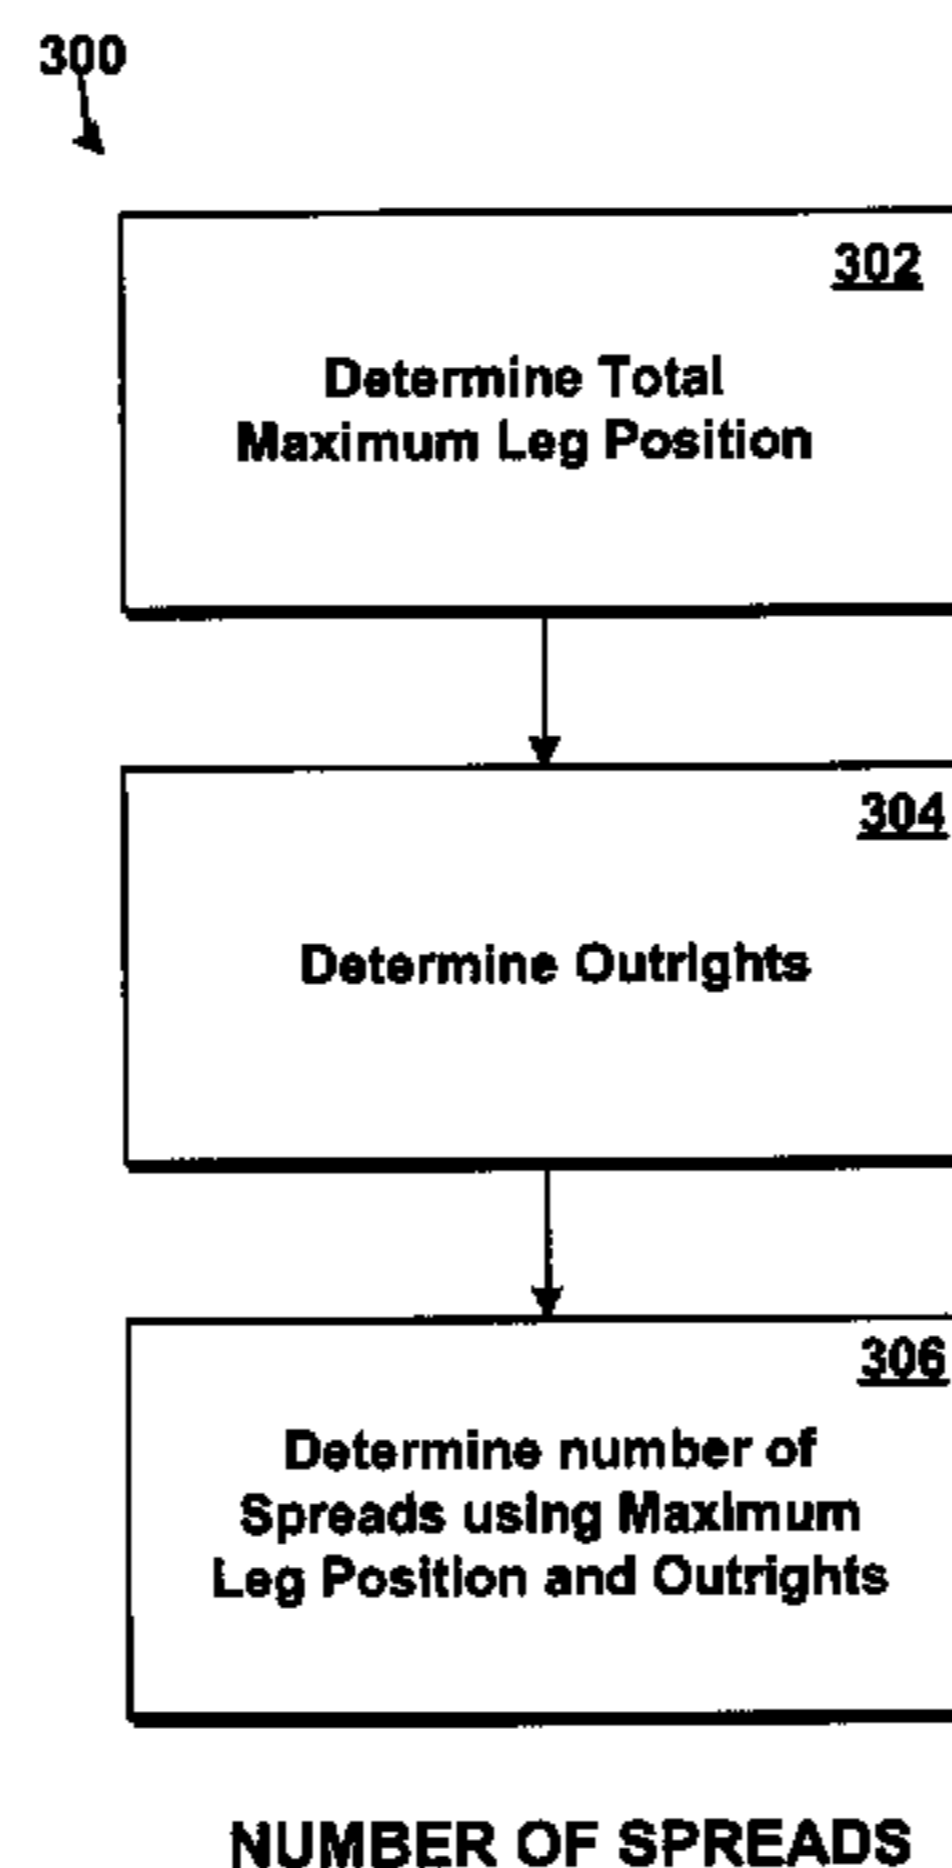 300
302
Determine Total
Maximum Leg Position
304
Determine Outrights
306
Determine number of
Spreads using Maximum
Leg Position and Outrights
NUMBER OF SPREADS